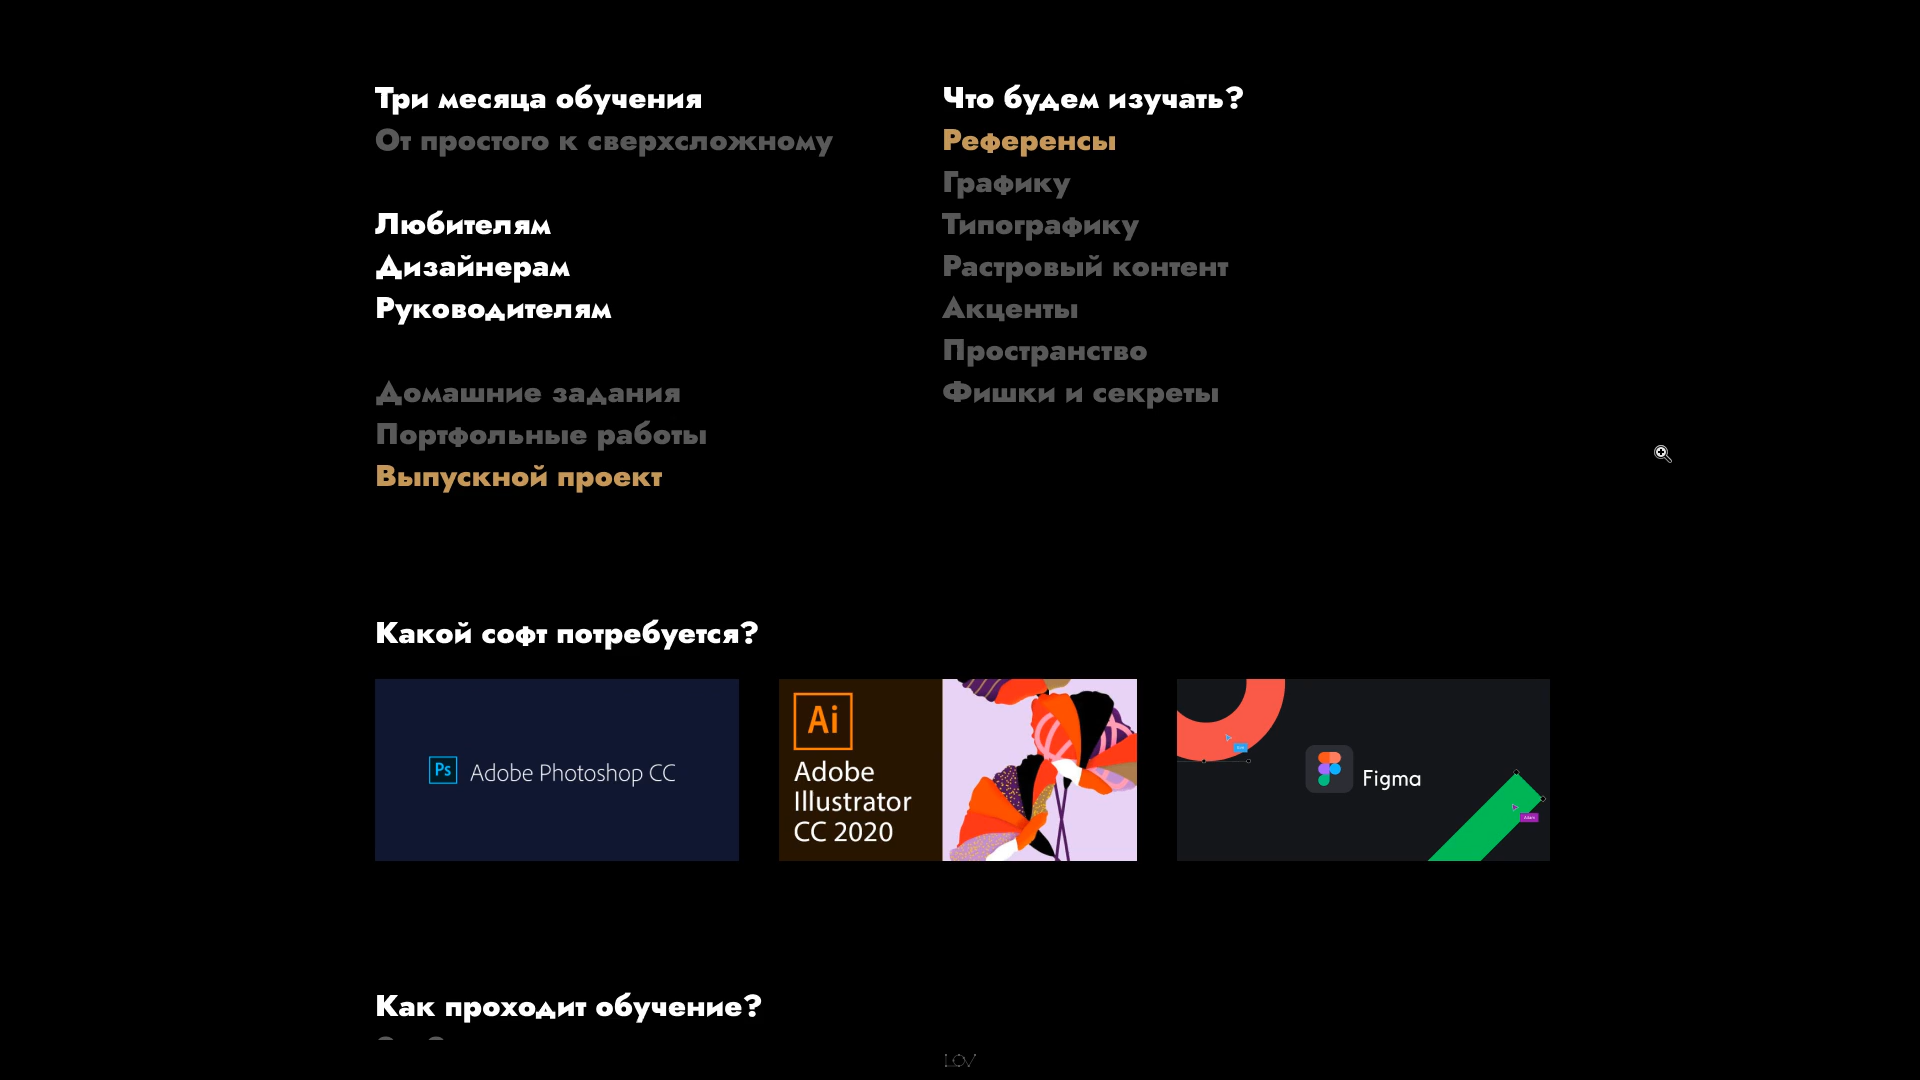 Три месяца обучения
От простого к сверхсложному
Любителям
Дизайнерам
Руководителям
Домашние задания
Портфольные работы
Выпускной проект
Что будем изучать?
Референсы
Графику
Типографику
Растровый контент
Акценты
Пространство
Фишки и секреты
Какой софт потребуется?
Ps Adobe Photoshop CC
Ai
Adobe
Illustrator
CC 2020
Figma
Adam
Как проходит обучение?
LOV